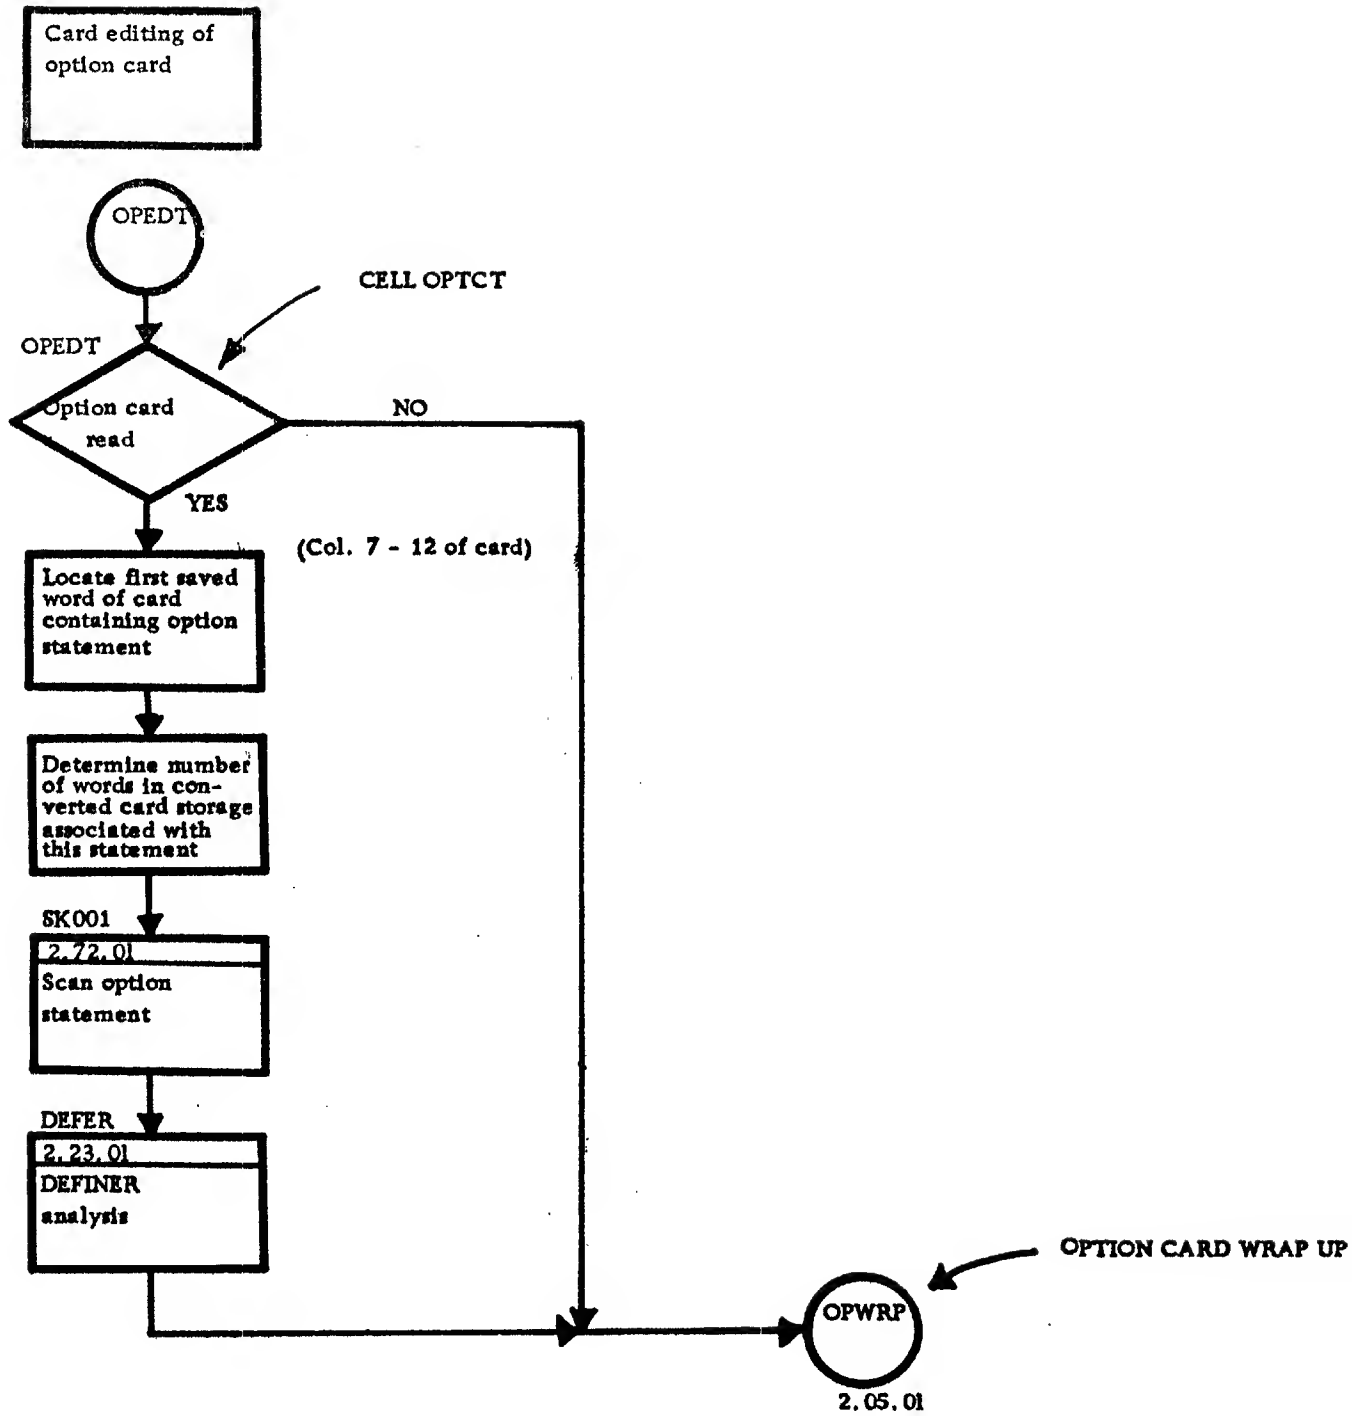 Card editing of
option card
OPEDT
CELL OPTCT
OPEDT
Option card
read
NO
YES
(Col. 7 - 12 of card)
Locate first saved
word of card
containing option
statement
Determine number
of words in con-
verted card storage
associated with
this statement
SK001
2.72.01
Scan option
statement
DEFER
2.23.01
DEFINER
analysis
OPTION CARD WRAP UP
OPWRP
2.05.01